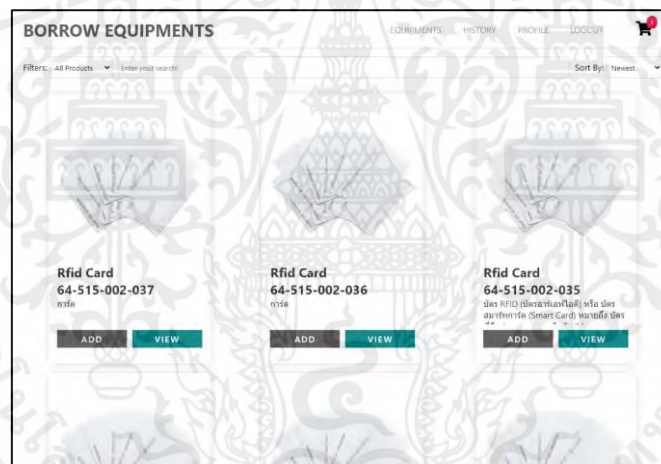 BORROW EQUIPMENTS
EQUIPMENTS HISTORY PROFILE LOGOUT
Filters: All Products Enter your search!
Sort By: Newest
Rfid Card
64-515-002-037
การ์ด
ADD VIEW
Rfid Card
64-515-002-036
การ์ด
ADD VIEW
Rfid Card
64-515-002-035
บัตร RFID (บัตรอาร์เอฟไอดี) หรือ บัตร
สมาร์ทการ์ด (Smart Card) หมายถึง บัตร
ADD VIEW